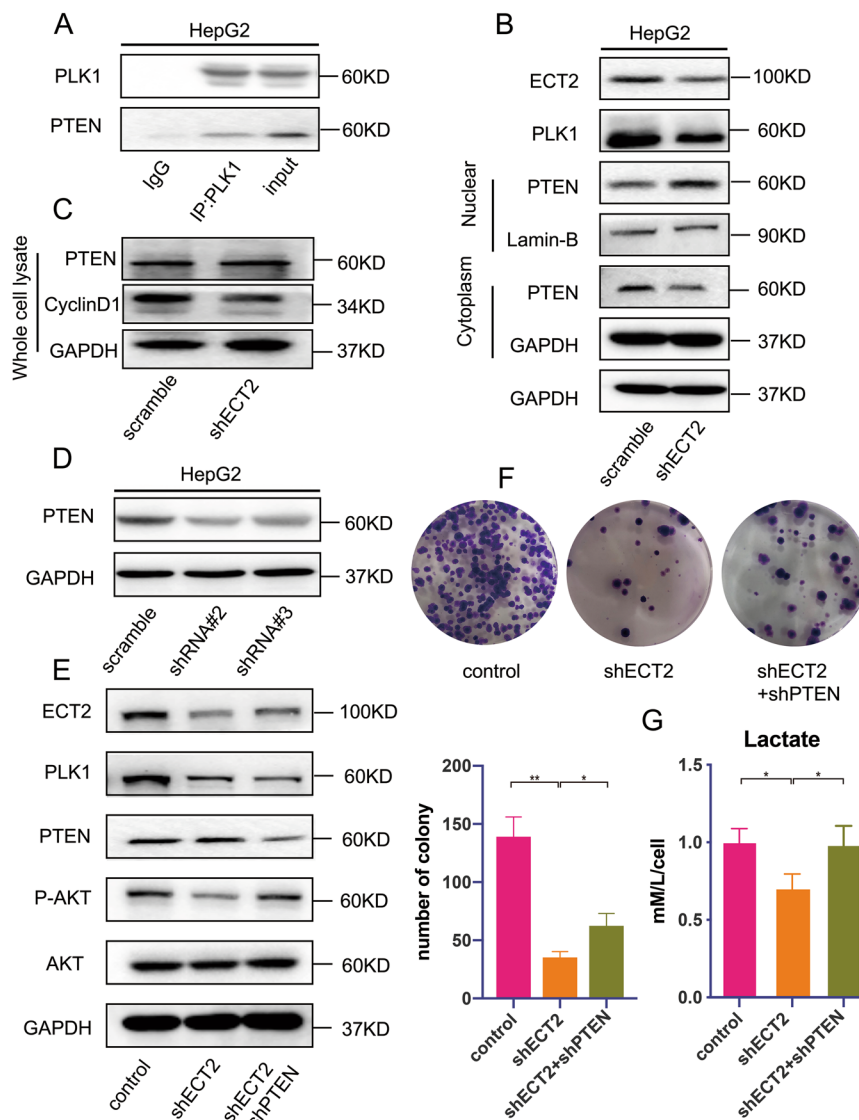 A
HepG2
PLK1
60KD
PTEN
60KD
IgG
IP:PLK1
input
B
HepG2
ECT2
100KD
PLK1
60KD
Nuclear
PTEN
60KD
Lamin-B
90KD
Cytoplasm
PTEN
60KD
GAPDH
37KD
GAPDH
37KD
scramble
shECT2
C
Whole cell lysate
PTEN
60KD
CyclinD1
34KD
GAPDH
37KD
scramble
shECT2
D
HepG2
PTEN
60KD
GAPDH
37KD
scramble
shRNA#2
shRNA#3
E
ECT2
100KD
PLK1
60KD
PTEN
60KD
P-AKT
60KD
AKT
60KD
GAPDH
37KD
control
shECT2
shECT2
shPTEN
F
control
shECT2
shECT2
+shPTEN
number of colony
200
150
100
50
0
**
*
control
shECT2
shECT2+shPTEN
G
Lactate
mM/L/cell
1.5
1.0
0.5
0.0
*
*
control
shECT2
shECT2+shPTEN